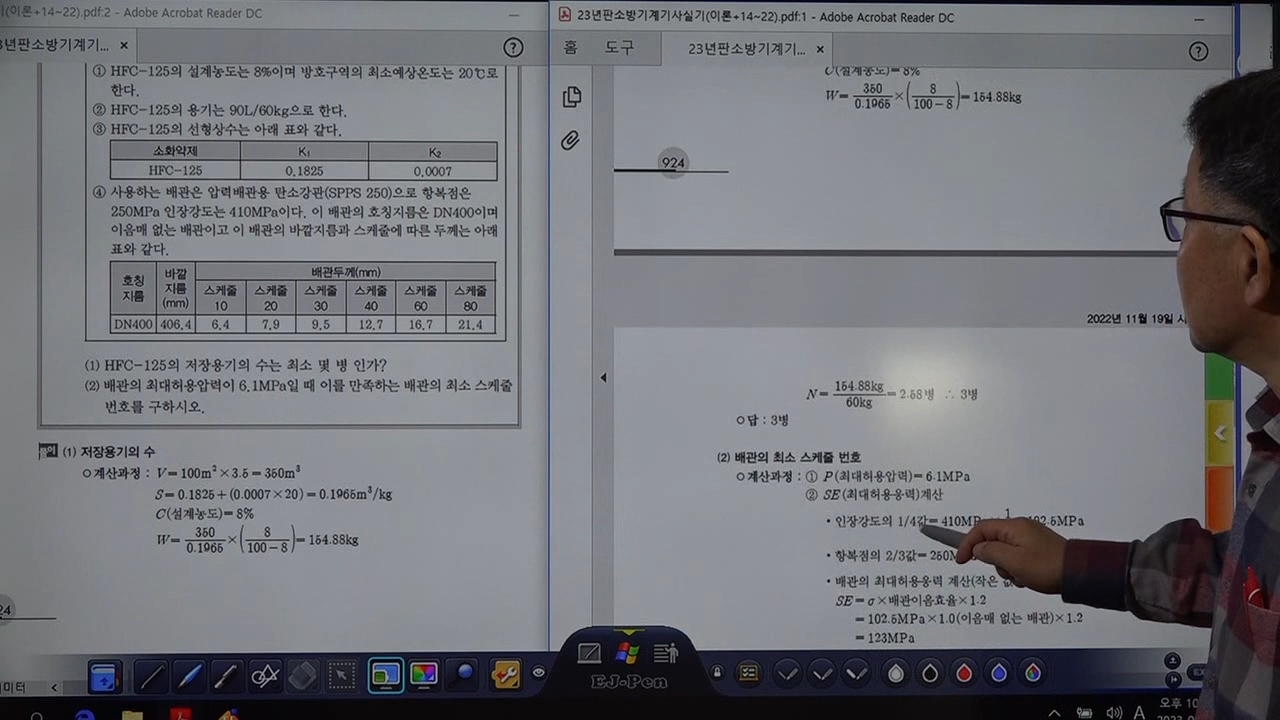 이론+14~22).pdf:2 - Adobe Acrobat Reader DC
3년판소방기계기... ×
① HFC-125의 설계농도는 8%이며 방호구역의 최소예상온도는 20℃로
한다.
② HFC-125의 용기는 90L/60kg으로 한다.
③ HFC-125의 선형상수는 아래 표와 같다.
소화약제 K₁ K₂
HFC-125 0.1825 0.0007
④ 사용하는 배관은 압력배관용 탄소강관(SPPS 250)으로 항복점은
250MPa 인장강도는 410MPa이다. 이 배관의 호칭지름은 DN400이며
이음매 없는 배관이고 이 배관의 바깥지름과 스케줄에 따른 두께는 아래
표와 같다.
호칭지름 바깥지름(mm) 배관두께(mm)
스케줄 10 스케줄 20 스케줄 30 스케줄 40 스케줄 60 스케줄 80
DN400 406.4 6.4 7.9 9.5 12.7 16.7 21.4
(1) HFC-125의 저장용기의 수는 최소 몇 병 인가?
(2) 배관의 최대허용압력이 6.1MPa일 때 이를 만족하는 배관의 최소 스케줄
번호를 구하시오.
(1) 저장용기의 수
○계산과정 : V=100m²×3.5=350m³
S=0.1825+(0.0007×20)=0.1965m³/kg
C(설계농도)=8%
W=350/0.1965×(8/(100-8))=154.88kg
24
미터
23년판소방기계기사실기(이론+14~22).pdf:1 - Adobe Acrobat Reader DC
홈 도구 23년판소방기계기... ×
C(설계농도)=8%
W=350/0.1965×(8/(100-8))=154.88kg
924
2022년 11월 19일 시
N=154.88kg/60kg=2.58병 ∴ 3병
○답 : 3병
(2) 배관의 최소 스케줄 번호
○계산과정 : ① P(최대허용압력)=6.1MPa
② SE(최대허용응력)계산
• 인장강도의 1/4값=410MPa
102.5MPa
• 항복점의 2/3값=250M
• 배관의 최대허용응력 계산(작은
SE=σ×배관이음효율×1.2
=102.5MPa×1.0(이음매 없는 배관)×1.2
=123MPa
EJ-Pen
A
오후 10